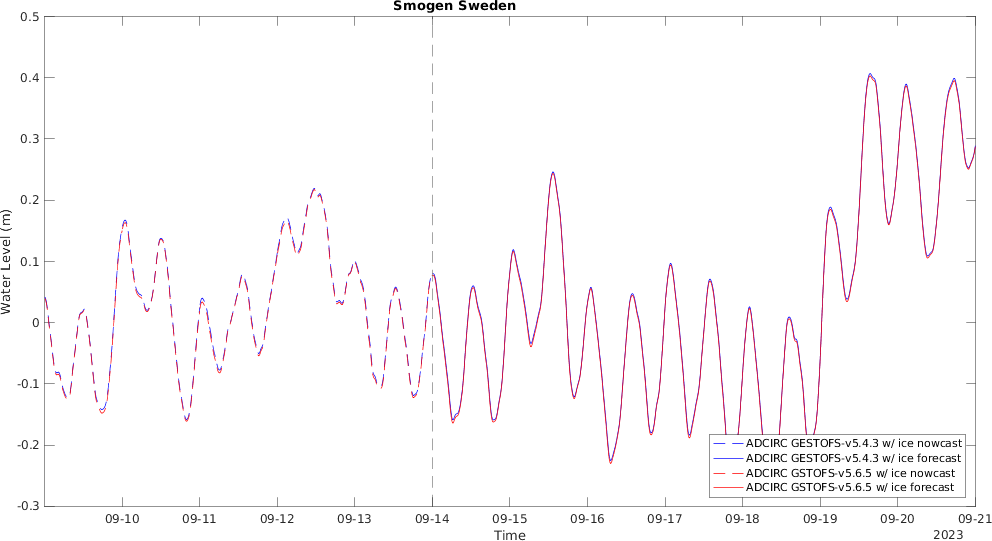 Smogen Sweden
0.5
0.4
0.3
0.2
0.1
0
-0.1
-0.2
-0.3
Water Level (m)
ADCIRC GESTOFS-v5.4.3 w/ ice nowcast
ADCIRC GESTOFS-v5.4.3 w/ ice forecast
ADCIRC GSTOFS-v5.6.5 w/ ice nowcast
ADCIRC GSTOFS-v5.6.5 w/ ice forecast
09-10 09-11 09-12 09-13 09-14 09-15 09-16 09-17 09-18 09-19 09-20 09-21
Time
2023